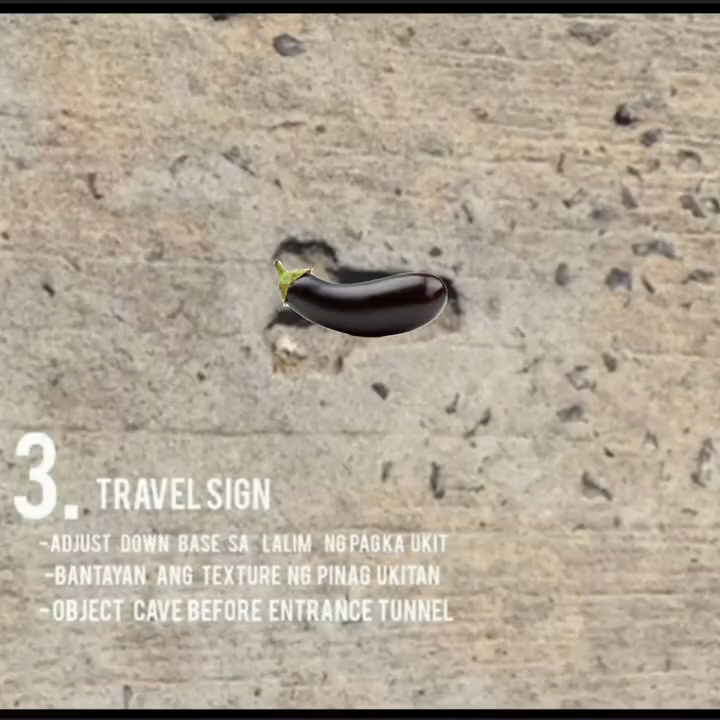 3. TRAVEL SIGN
-ADJUST DOWN BASE SA LALIM NG PAGKA UKIT
-BANTAYAN ANG TEXTURE NG PINAG UKITAN
-OBJECT CAVE BEFORE ENTRANCE TUNNEL